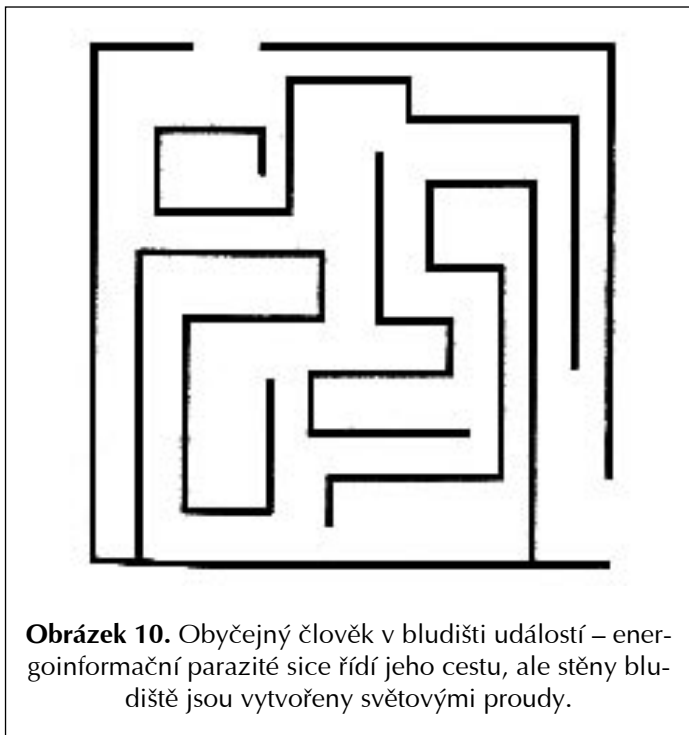 Obrázek 10. Obyčejný člověk v bludišti událostí – ener-
goinformační parazité sice řídí jeho cestu, ale stěny blu-
diště jsou vytvořeny světovými proudy.